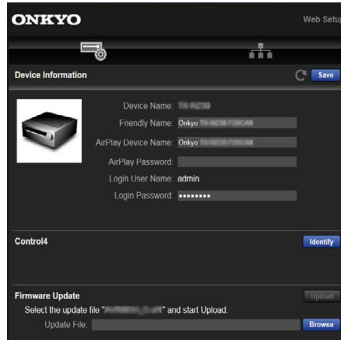 ONKYO
Web Setup
Device Information
Save
Device Name:
Friendly Name: Onkyo
AirPlay Device Name: Onkyo
AirPlay Password:
Login User Name: admin
Login Password: ••••••••
Control4
Identify
Firmware Update
Upload
Select the update file " " and start Upload.
Update File:
Browse